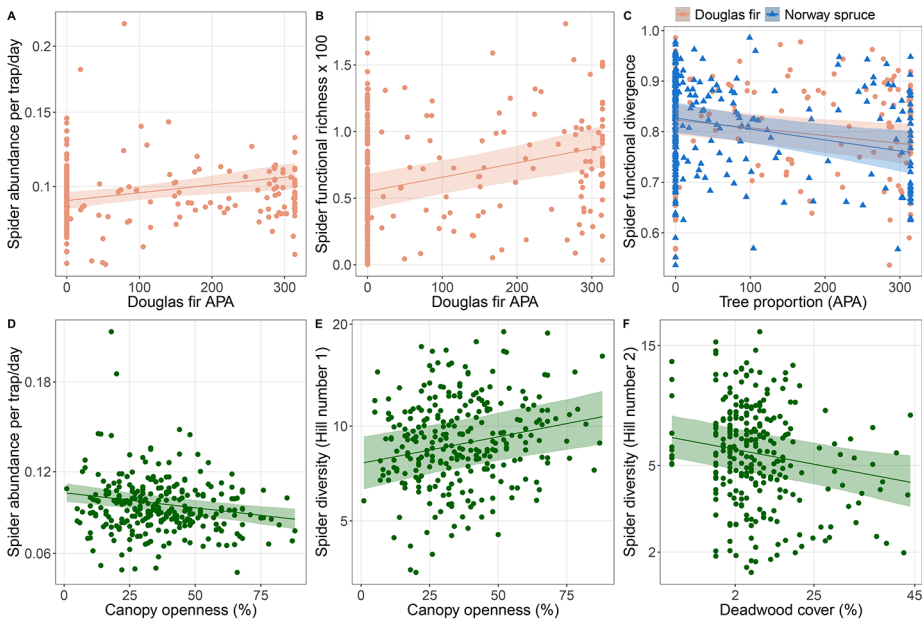 A
Spider abundance per trap/day
0.2
0.15
0.1
0 100 200 300
Douglas fir APA
B
Spider functional richness x 100
1.5
1.0
0.5
0.0
0 100 200 300
Douglas fir APA
C
Douglas fir Norway spruce
Spider functional divergence
1.0
0.9
0.8
0.7
0.6
0 100 200 300
Tree proportion (APA)
D
Spider abundance per trap/day
0.18
0.12
0.06
0 25 50 75
Canopy openness (%)
E
Spider diversity (Hill number 1)
20
10
5
0 25 50 75
Canopy openness (%)
F
Spider diversity (Hill number 2)
15
5
2
2 25 45
Deadwood cover (%)